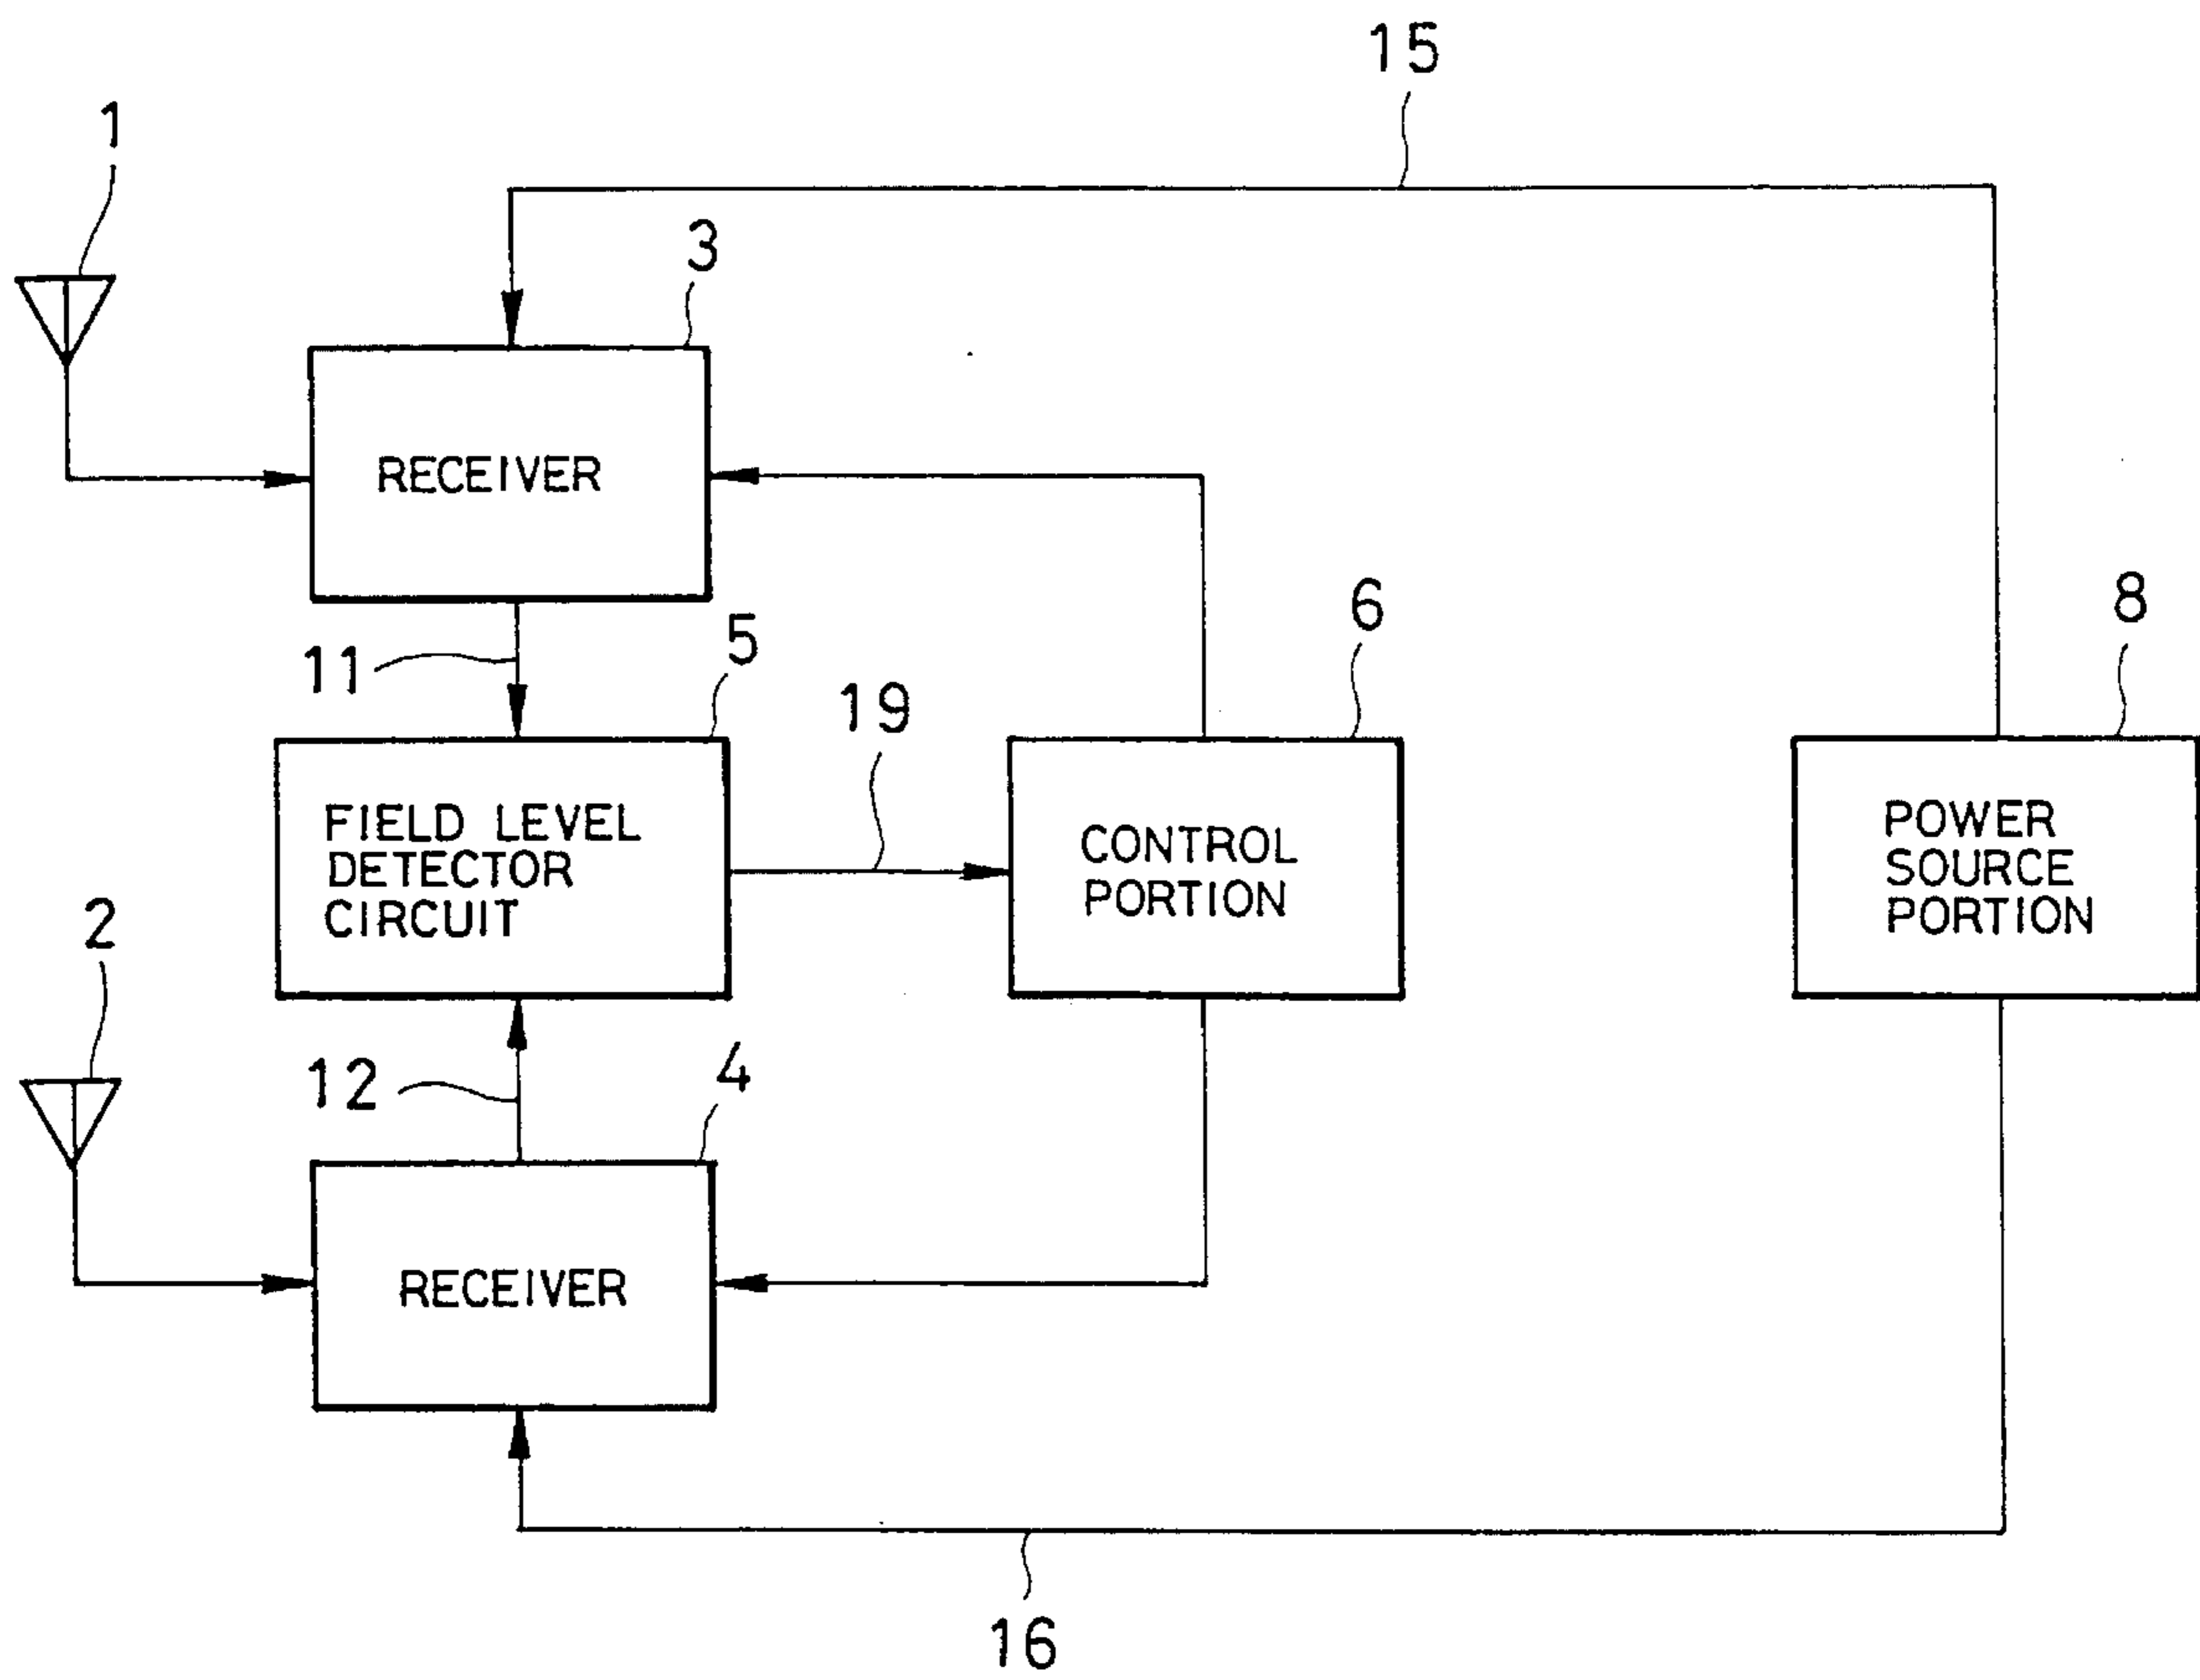 15
1
3
RECEIVER
6
8
11
5
19
FIELD LEVEL
DETECTOR
CIRCUIT
CONTROL
PORTION
POWER
SOURCE
PORTION
2
12
4
RECEIVER
16